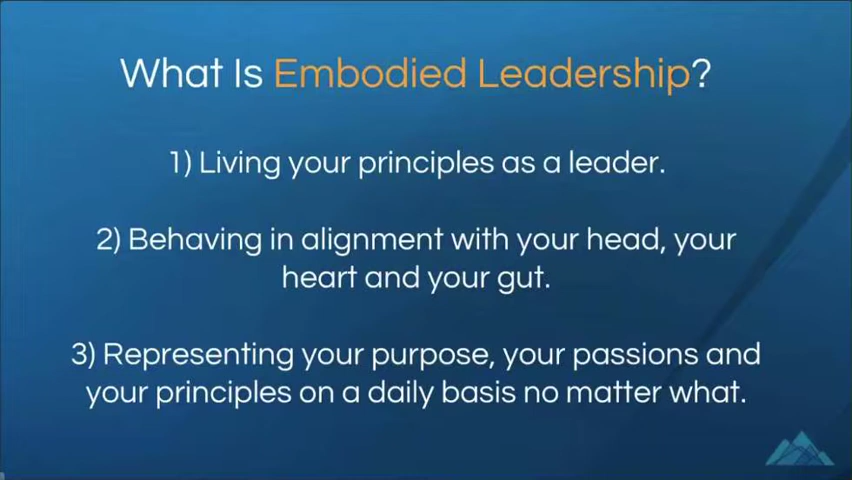 What Is Embodied Leadership?
1) Living your principles as a leader.
2) Behaving in alignment with your head, your
heart and your gut.
3) Representing your purpose, your passions and
your principles on a daily basis no matter what.